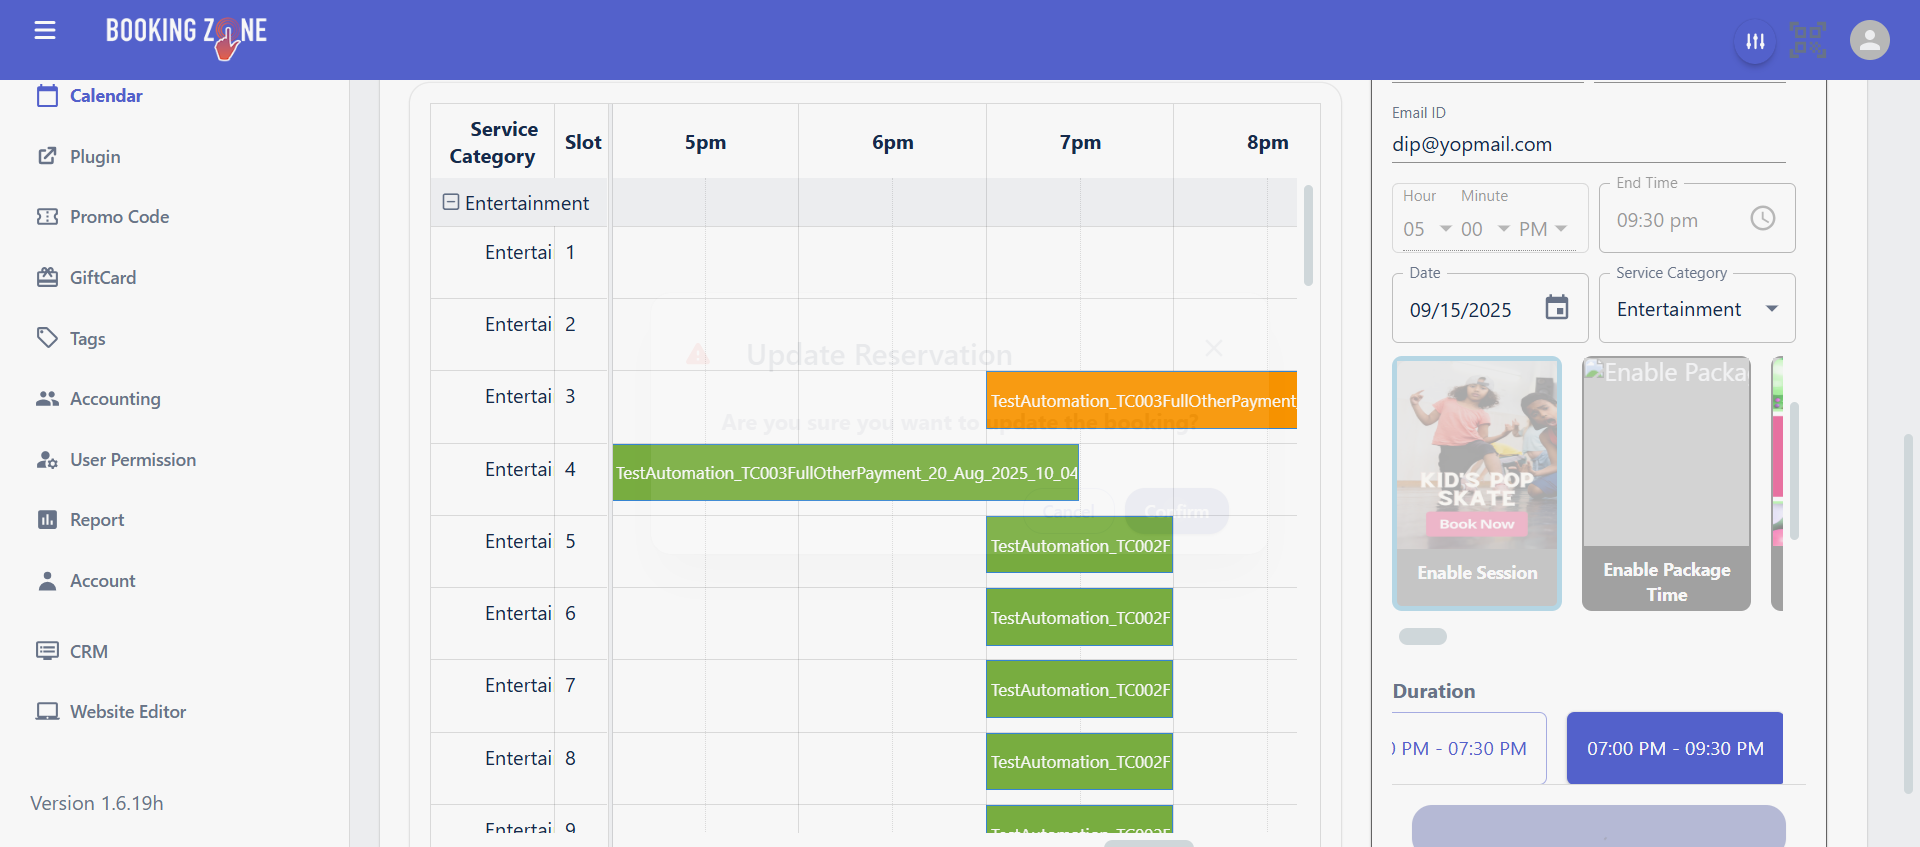 BOOKING ZONE
Calendar
Plugin
Promo Code
GiftCard
Tags
Accounting
User Permission
Report
Account
CRM
Website Editor
Version 1.6.19h
Service Category
Slot
5pm
6pm
7pm
8pm
Entertainment
Entertai 1
Entertai 2
Entertai 3
TestAutomation_TC003FullOtherPayment_
Entertai 4
TestAutomation_TC003FullOtherPayment_20_Aug_2025_10_04
Entertai 5
TestAutomation_TC002F
Entertai 6
TestAutomation_TC002F
Entertai 7
TestAutomation_TC002F
Entertai 8
TestAutomation_TC002F
Entertai 9
TestAutomation_TC002F
Update Reservation
Are you sure you want to update the booking?
Cancel
Confirm
Email ID
dip@yopmail.com
Hour
Minute
05
00
PM
End Time
09:30 pm
Date
09/15/2025
Service Category
Entertainment
KID'S POP
SKATE
Book Now
Enable Session
Enable Packa
Enable Package
Time
Duration
PM - 07:30 PM
07:00 PM - 09:30 PM